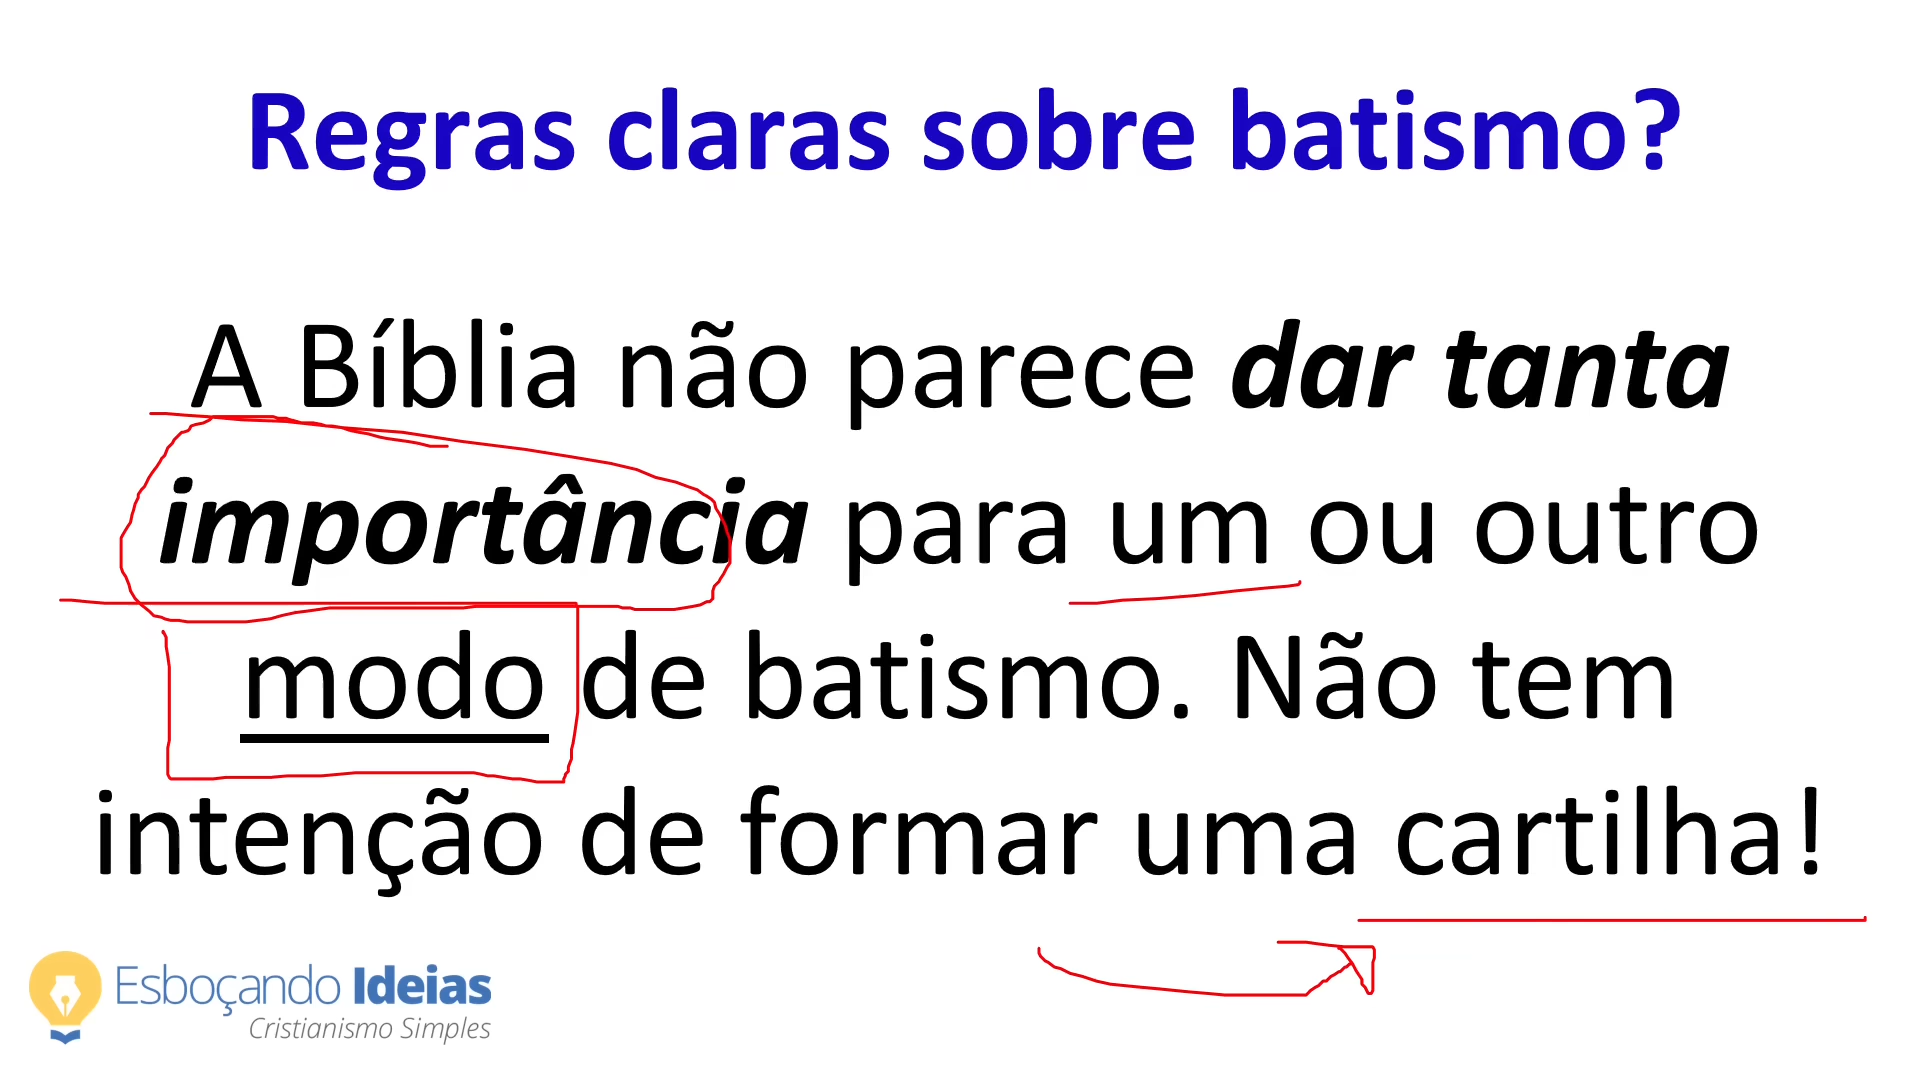 Regras claras sobre batismo?
A Bíblia não parece dar tanta
importância para um ou outro
modo de batismo. Não tem
intenção de formar uma cartilha!
Esboçando Ideias
Cristianismo Simples